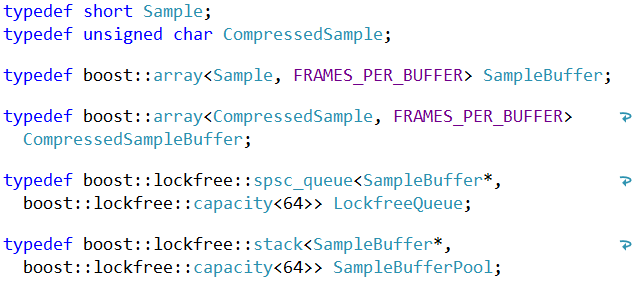 typedef short Sample;
typedef unsigned char CompressedSample;
typedef boost::array<Sample, FRAMES_PER_BUFFER> SampleBuffer;
typedef boost::array<CompressedSample, FRAMES_PER_BUFFER>
CompressedSampleBuffer;
typedef boost::lockfree::spsc_queue<SampleBuffer*,
boost::lockfree::capacity<64>> LockfreeQueue;
typedef boost::lockfree::stack<SampleBuffer*,
boost::lockfree::capacity<64>> SampleBufferPool;